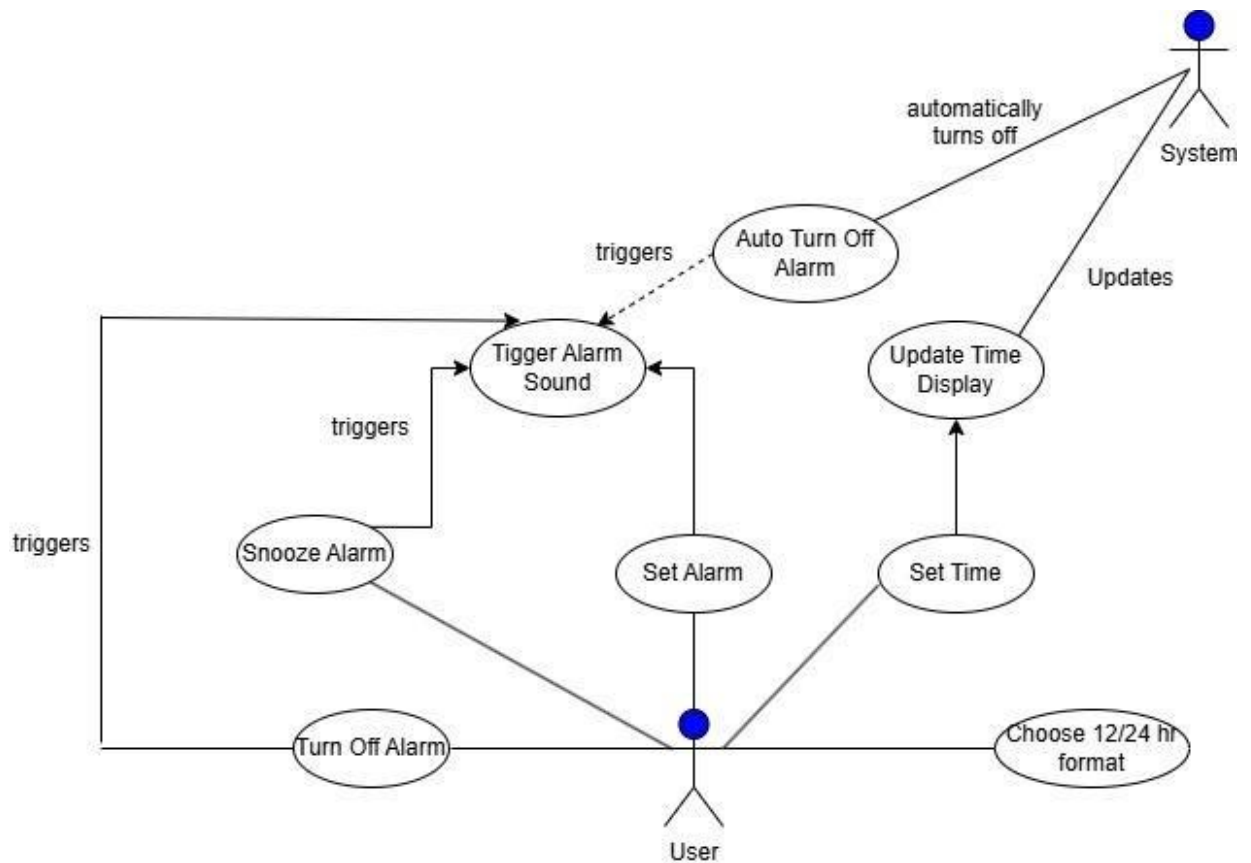 automatically
turns off
System
Auto Turn Off
Alarm
triggers
Updates
Tigger Alarm
Sound
Update Time
Display
triggers
triggers
Snooze Alarm
Set Alarm
Set Time
Turn Off Alarm
Choose 12/24 hr
format
User